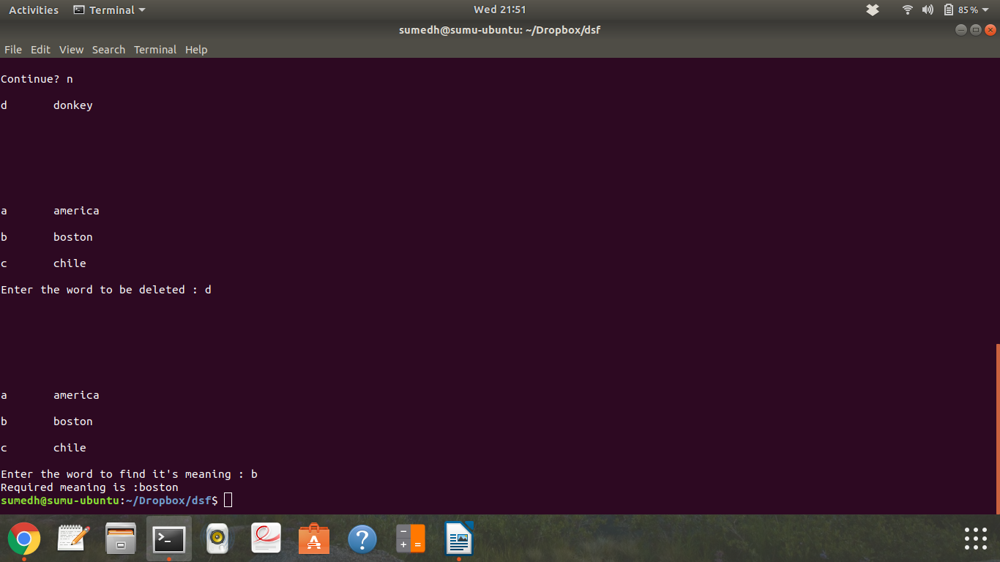 Activities Terminal Wed 21:51 85%
sumedh@sumu-ubuntu: ~/Dropbox/dsf
File Edit View Search Terminal Help
Continue? n
d donkey
a america
b boston
c chile
Enter the word to be deleted : d
a america
b boston
c chile
Enter the word to find it's meaning : b
Required meaning is :boston
sumedh@sumu-ubuntu:~/Dropbox/dsf$